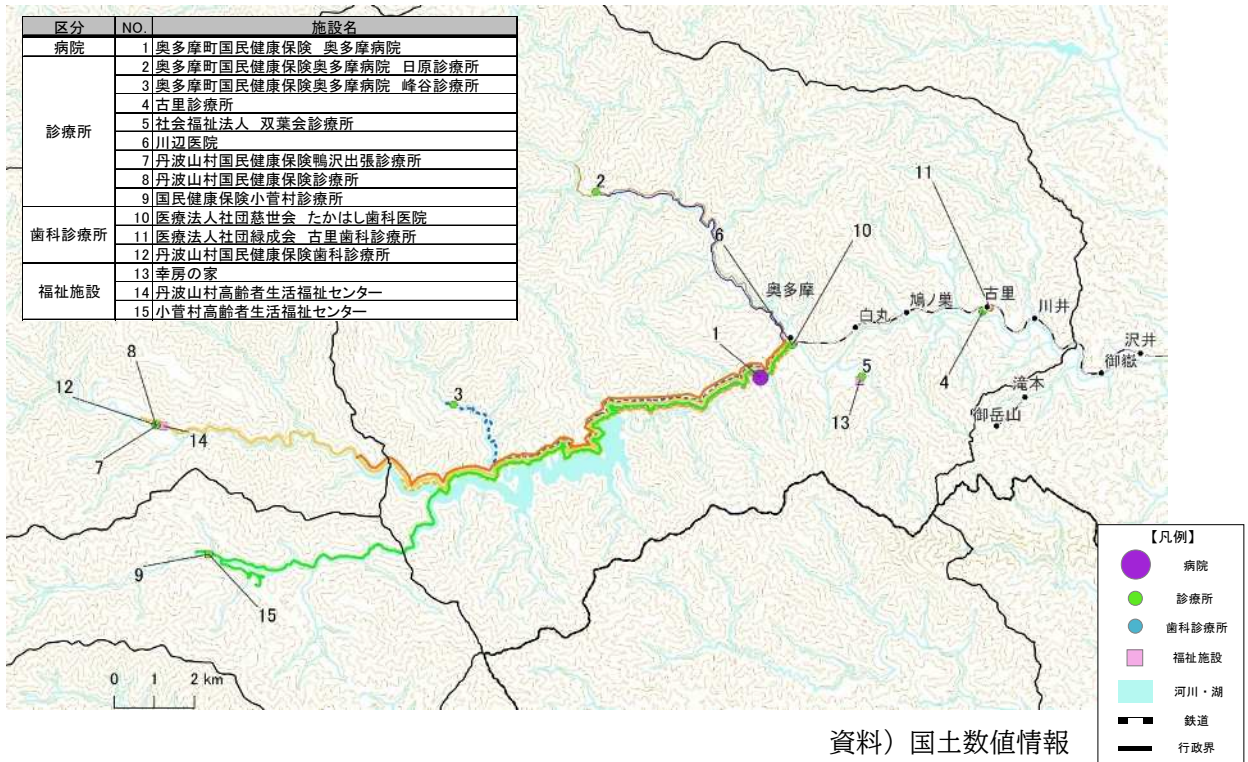 区分 NO. 施設名
病院 1 奥多摩町国民健康保険 奥多摩病院
診療所 2 奥多摩町国民健康保険奥多摩病院 日原診療所
3 奥多摩町国民健康保険奥多摩病院 峰谷診療所
4 古里診療所
5 社会福祉法人 双葉会診療所
6 川辺医院
7 丹波山村国民健康保険鴨沢出張診療所
8 丹波山村国民健康保険診療所
9 国民健康保険小菅村診療所
歯科診療所 10 医療法人社団慈世会 たかはし歯科医院
11 医療法人社団緑成会 古里歯科診療所
12 丹波山村国民健康保険歯科診療所
福祉施設 13 幸房の家
14 丹波山村高齢者生活福祉センター
15 小菅村高齢者生活福祉センター
2
11
6
10
奥多摩
鳩ノ巣
古里
川井
白丸
沢井
御嶽
1
5
4
滝本
御岳山
13
8
12
3
14
7
9
15
0 1 2 km
【凡例】
病院
診療所
歯科診療所
福祉施設
河川・湖
鉄道
行政界
資料）国土数値情報